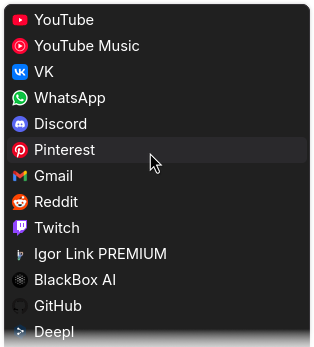 YouTube
YouTube Music
VK
WhatsApp
Discord
Pinterest
Gmail
Reddit
Twitch
Igor Link PREMIUM
BlackBox AI
GitHub
Deepl